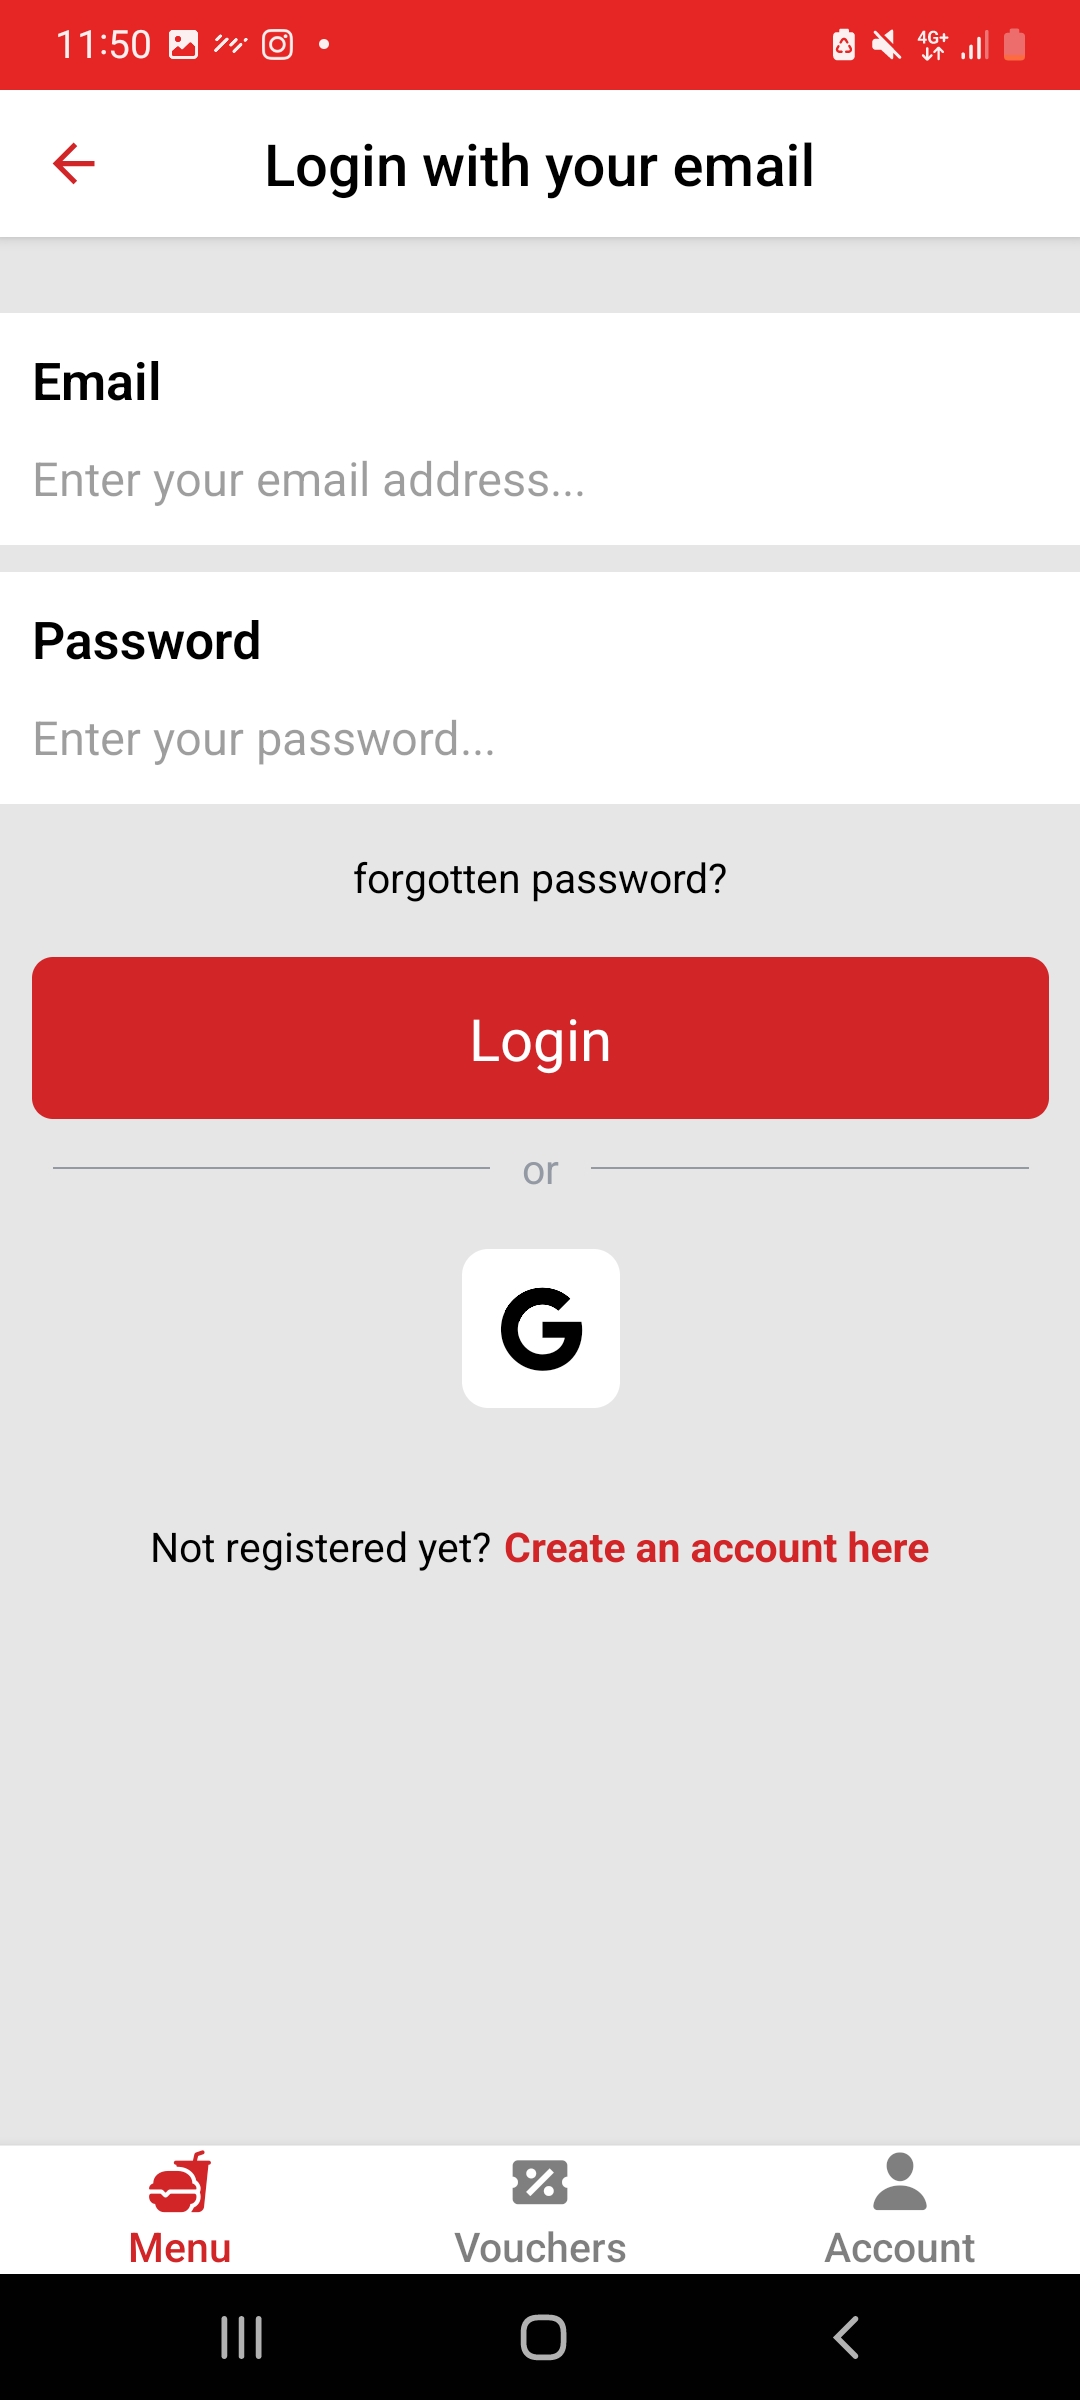 11:50
4G+
Login with your email
Email
Enter your email address...
Password
Enter your password...
forgotten password?
Login
or
G
Not registered yet? Create an account here
Menu
Vouchers
Account